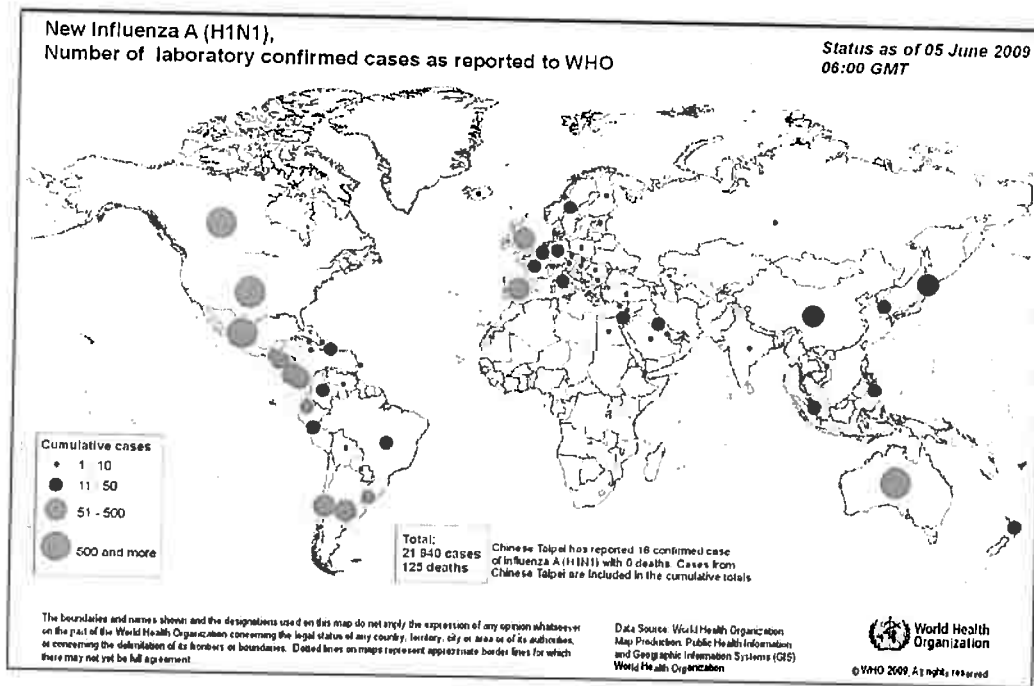 New Influenza A (H1N1),
Number of laboratory confirmed cases as reported to WHO
Status as of 05 June 2009
06:00 GMT
Cumulative cases
1 10
11 50
51 - 500
500 and more
Total:
21 940 cases
125 deaths
Chinese Taipei has reported 16 confirmed case
of influenza A (H1N1) with 0 deaths. Cases from
Chinese Taipei are included in the cumulative totals
The boundaries and names shown and the designations used on this map do not imply the expression of any opinion whatsoever
on the part of the World Health Organization concerning the legal status of any country, territory, city or area or of its authorities,
or concerning the delimitation of its frontiers or boundaries. Dotted lines on maps represent approximate border lines for which
there may not yet be full agreement.
Data Source: World Health Organization
Map Production: Public Health Information
and Geographic Information Systems (GIS)
World Health Organization
World Health
Organization
© WHO 2009. All rights reserved